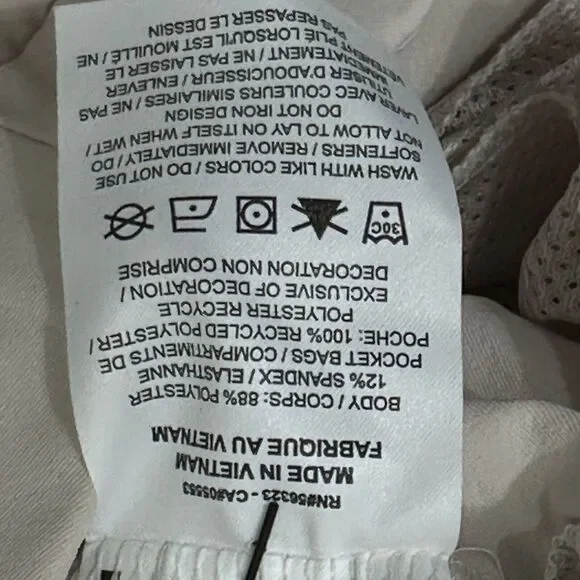 RN#56323 - CA#05553
MADE IN VIETNAM
FABRIQUE AU VIETNAM
BODY / CORPS: 88% POLYESTER
12% SPANDEX / ELASTHANNE
POCKET BAGS / COMPARTIMENTS DE
POCHE: 100% RECYCLED POLYESTER /
POLYESTER RECYCLE
EXCLUSIVE OF DECORATION /
DECORATION NON COMPRISE
30C
WASH WITH LIKE COLORS / DO NOT USE
SOFTENERS / REMOVE IMMEDIATELY / DO
NOT ALLOW TO LAY ON ITSELF WHEN WET /
DO NOT IRON DESIGN
LAVER AVEC COULEURS SIMILAIRES / NE PAS
UTILISER D'ADOUCISSEUR / ENLEVER
IMMEDIATEMENT / NE PAS LAISSER LE
VETEMENT PLIÉ LORSQU'IL EST MOUILLÉ / NE
PAS REPASSER LE DESSIN